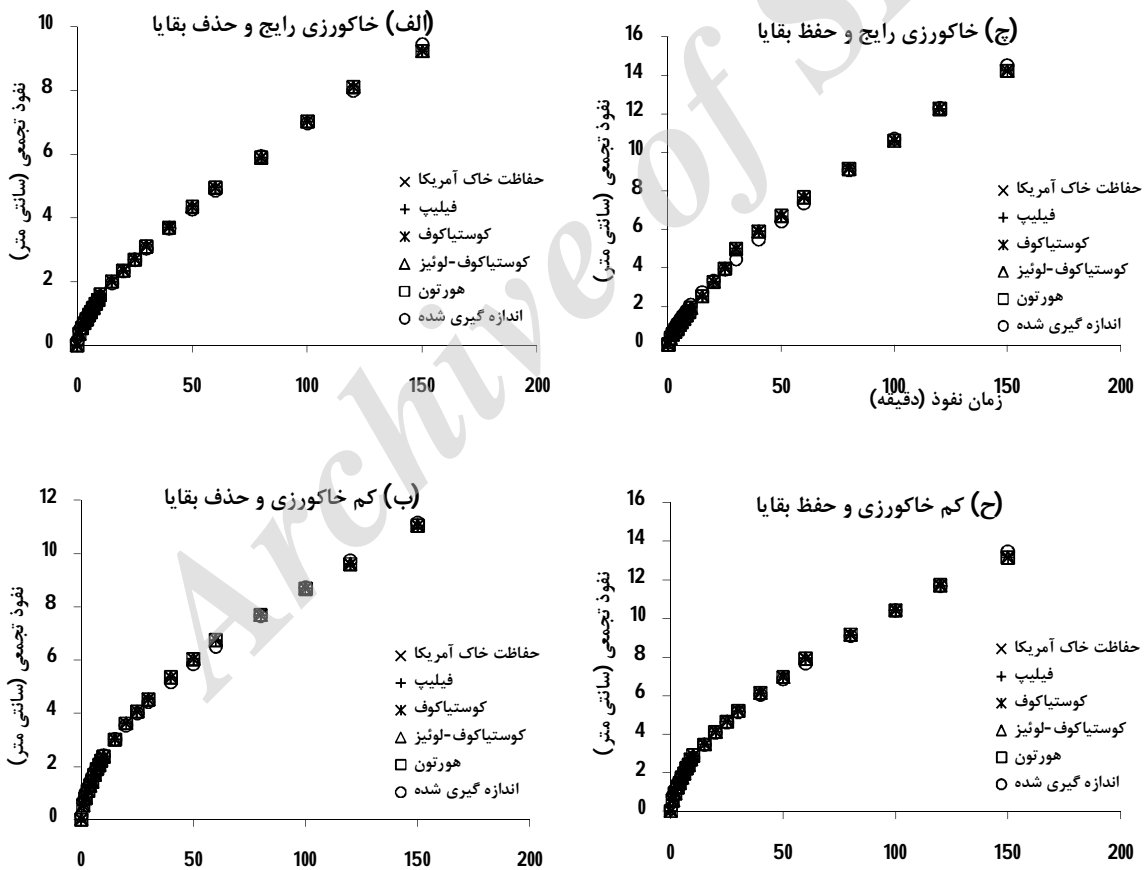 (الف) خاکورزی رایج و حذف بقایا
نفوذ تجمعی (سانتی متر)
10
8
6
4
2
0
0 50 100 150 200
حفاظت خاک آمریکا
فیلیپ
کوستیاکوف
کوستیاکوف-لوئیز
هورتون
اندازه گیری شده
(چ) خاکورزی رایج و حفظ بقایا
نفوذ تجمعی (سانتی متر)
16
14
12
10
8
6
4
2
0
0 50 100 150 200
زمان نفوذ (دقیقه)
حفاظت خاک آمریکا
فیلیپ
کوستیاکوف
کوستیاکوف-لوئیز
هورتون
اندازه گیری شده
(ب) کم خاکورزی و حذف بقایا
نفوذ تجمعی (سانتی متر)
12
10
8
6
4
2
0
0 50 100 150 200
حفاظت خاک آمریکا
فیلیپ
کوستیاکوف
کوستیاکوف-لوئیز
هورتون
اندازه گیری شده
(ح) کم خاکورزی و حفظ بقایا
نفوذ تجمعی (سانتی متر)
16
14
12
10
8
6
4
2
0
0 50 100 150 200
حفاظت خاک آمریکا
فیلیپ
کوستیاکوف
کوستیاکوف-لوئیز
هورتون
اندازه گیری شده
Archive of